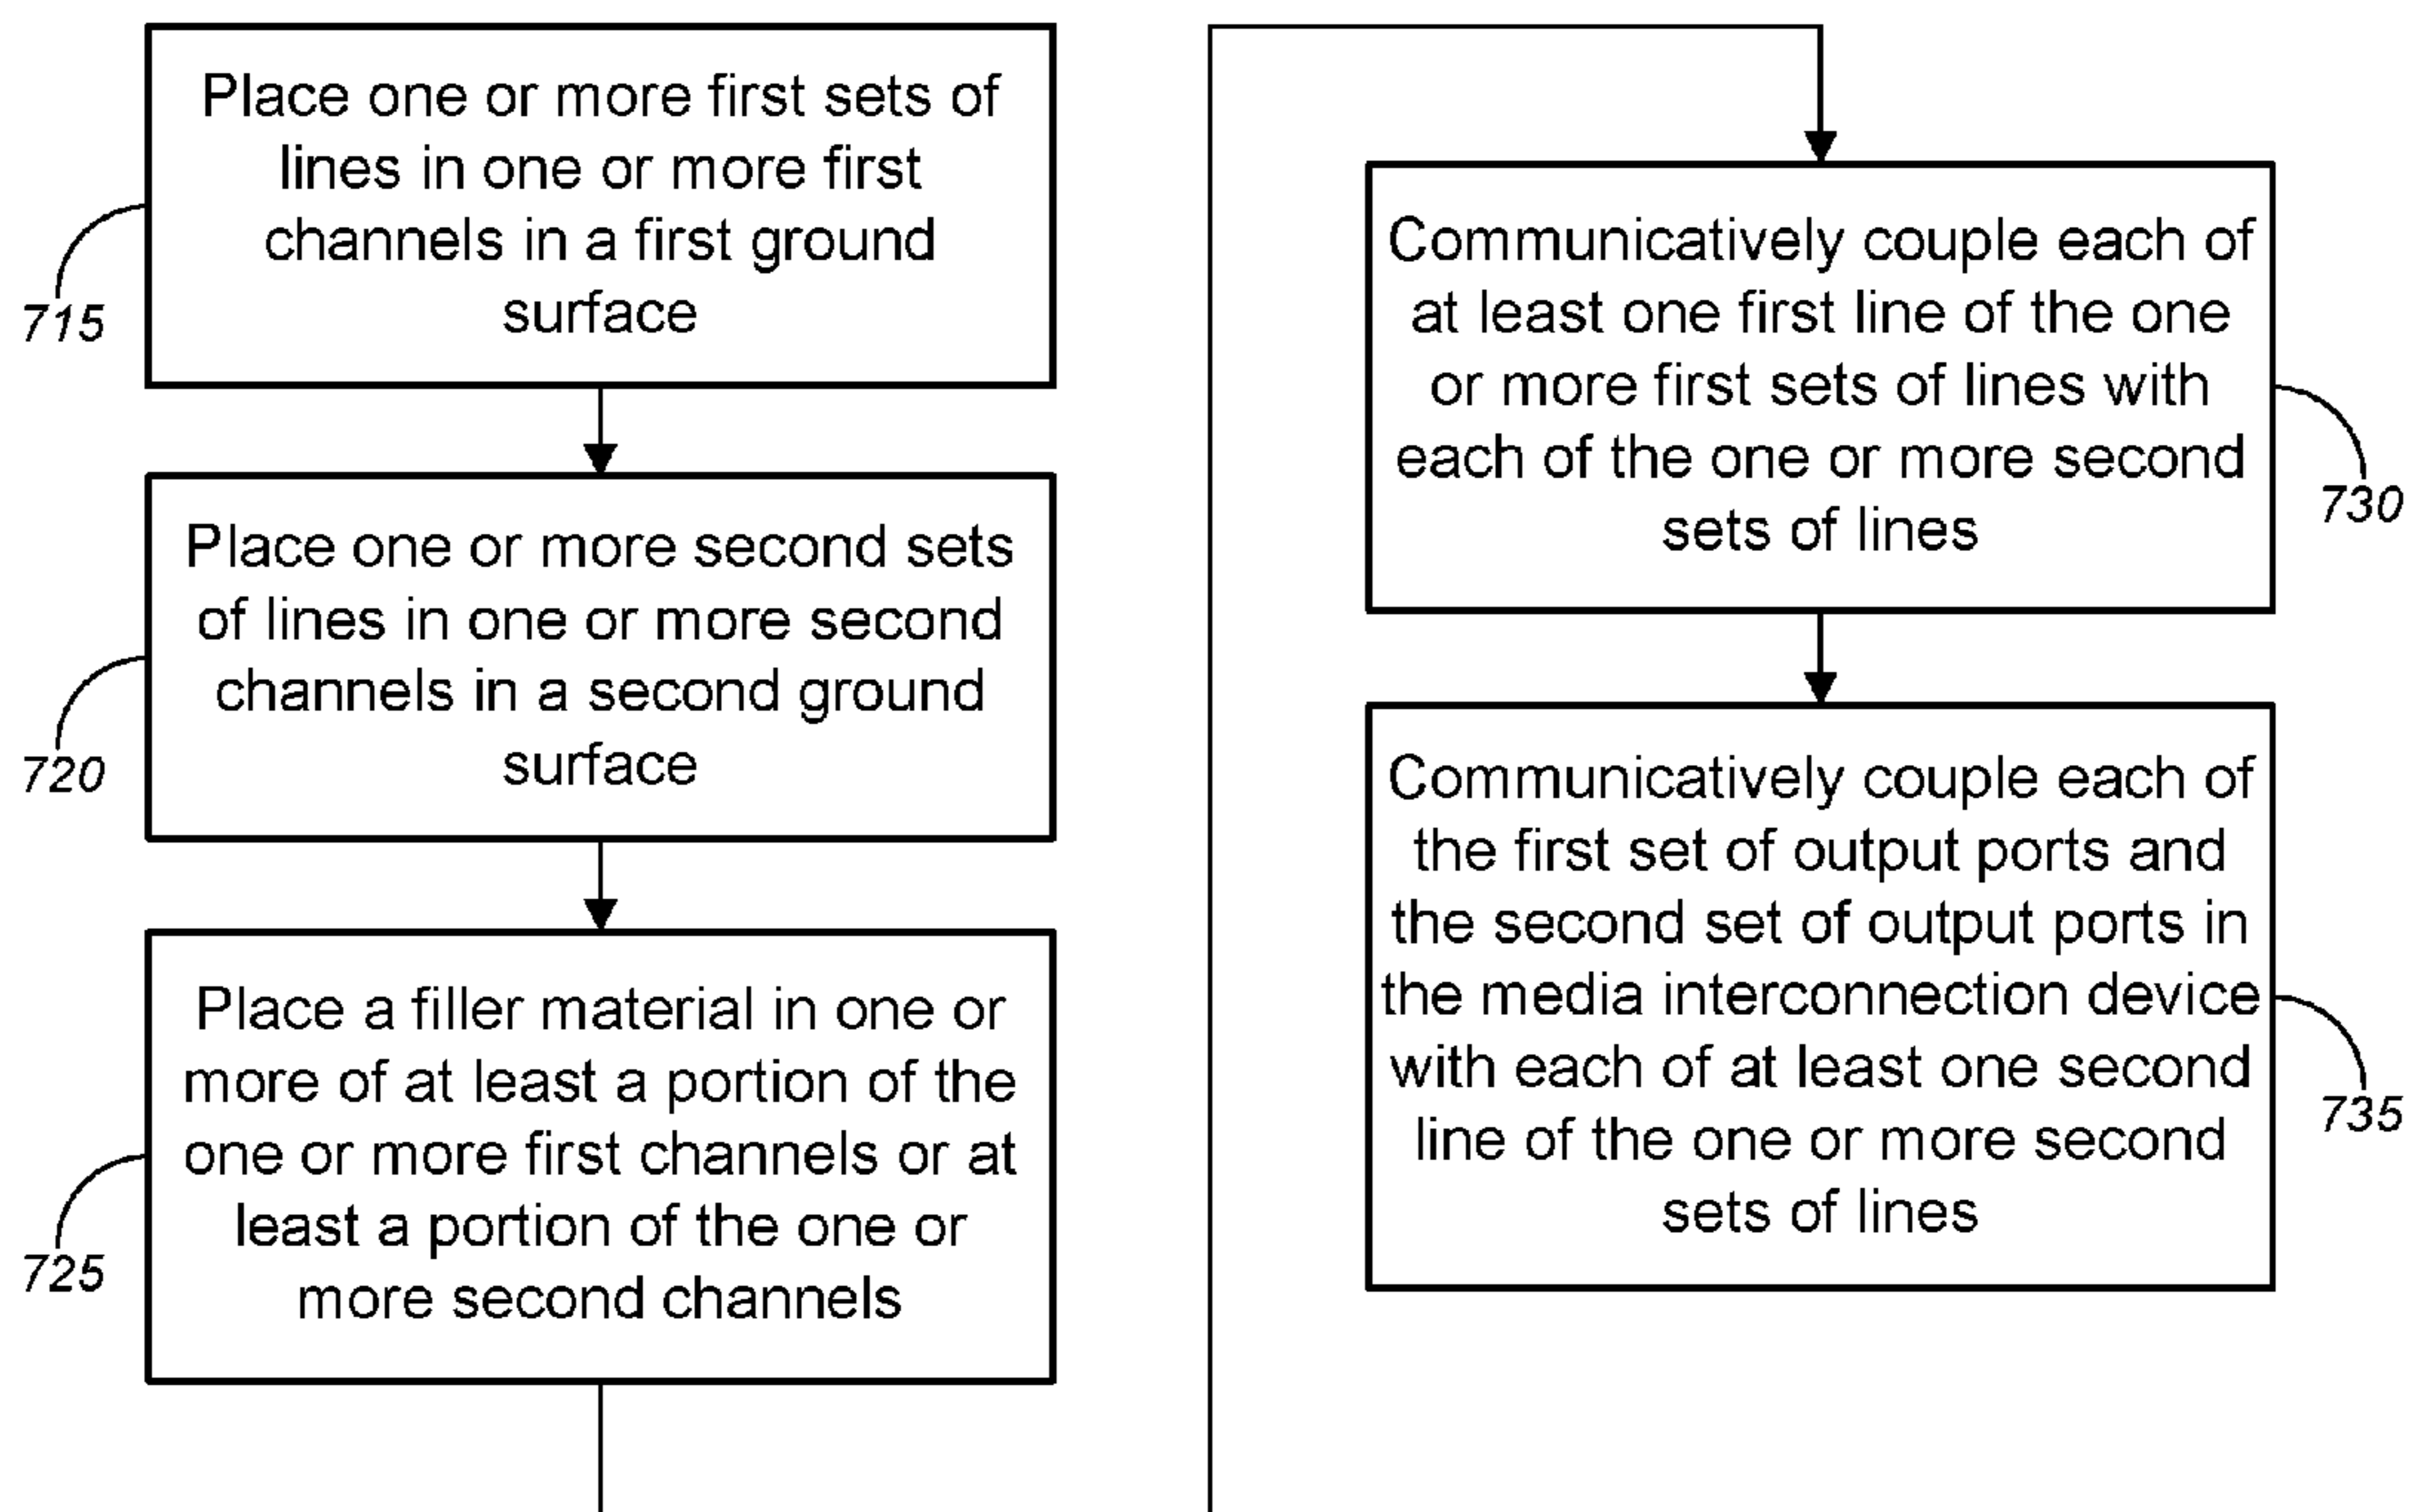 Place one or more first sets of
lines in one or more first
channels in a first ground
surface
715
Place one or more second sets
of lines in one or more second
channels in a second ground
surface
720
Place a filler material in one or
more of at least a portion of the
one or more first channels or at
least a portion of the one or
more second channels
725
Communicatively couple each of
at least one first line of the one
or more first sets of lines with
each of the one or more second
sets of lines
730
Communicatively couple each of
the first set of output ports and
the second set of output ports in
the media interconnection device
with each of at least one second
line of the one or more second
sets of lines
735